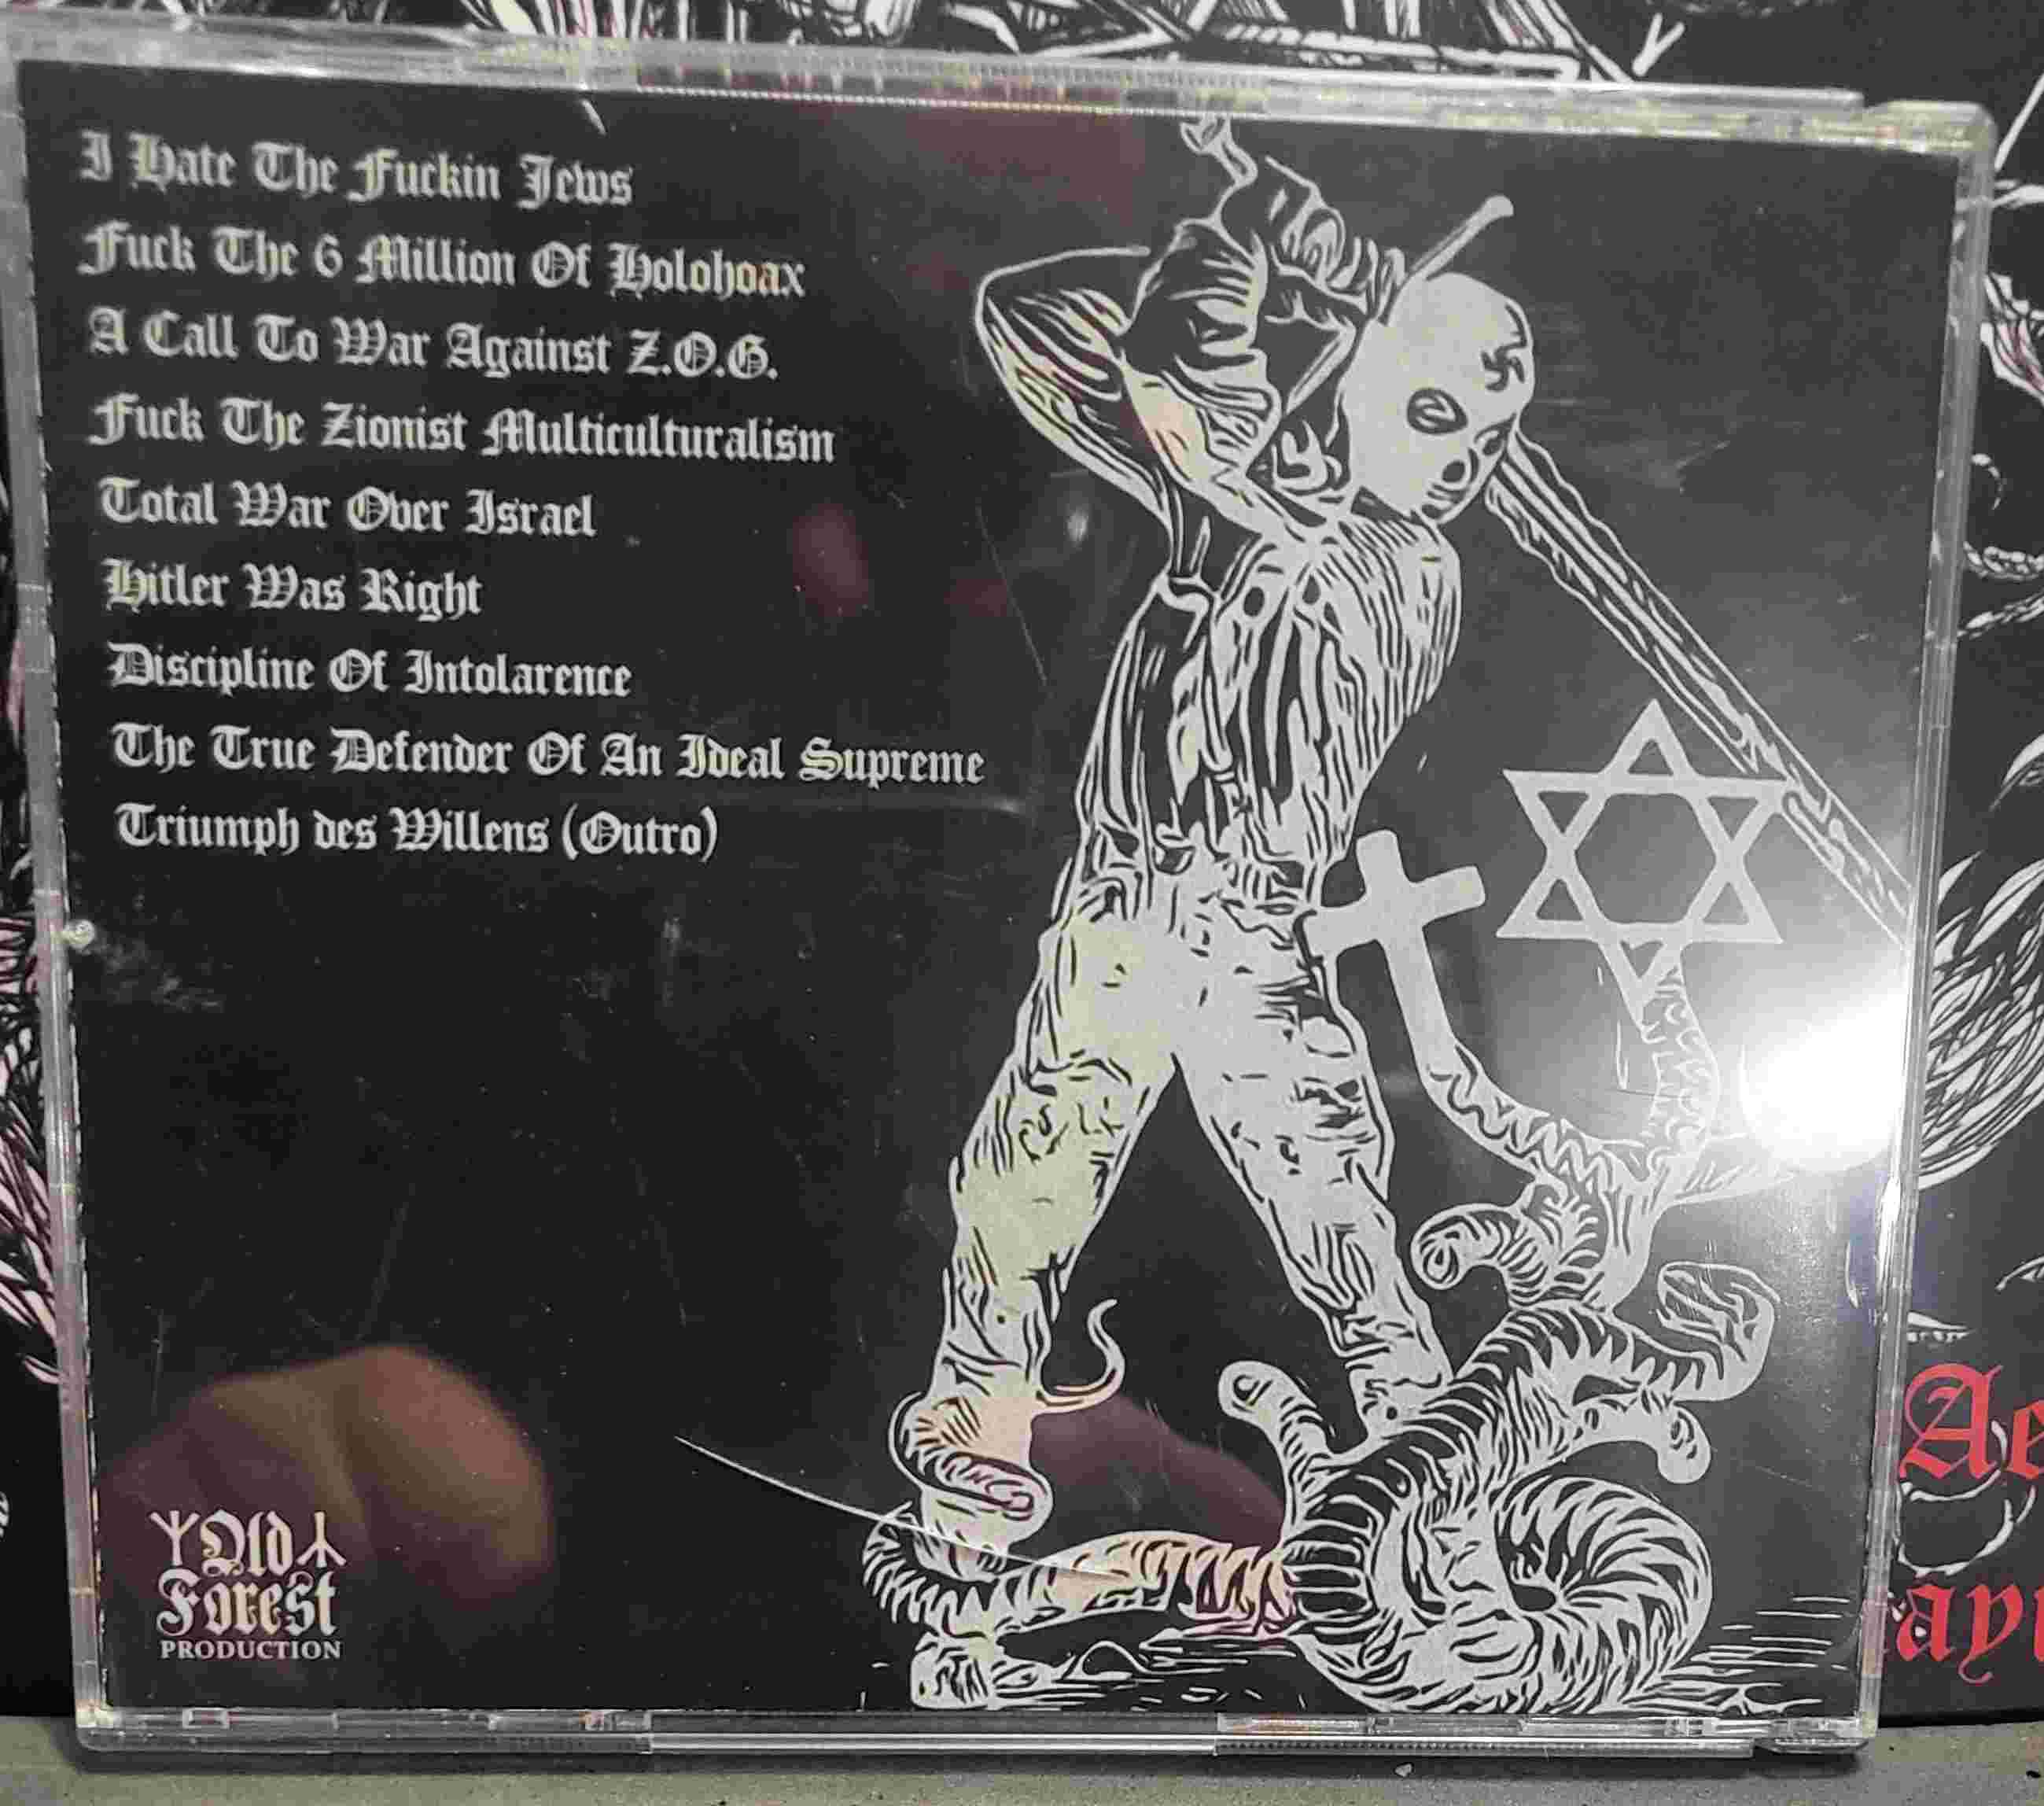 I Hate The Fuckin Jews
Fuck The 6 Million Of Holohoax
A Call To War Against Z.O.G.
Fuck The Zionist Multiculturalism
Total War Over Israel
Hitler Was Right
Discipline Of Intolarence
The True Defender Of An Ideal Supreme
Triumph des Willens (Outro)
Old
Forest
PRODUCTION